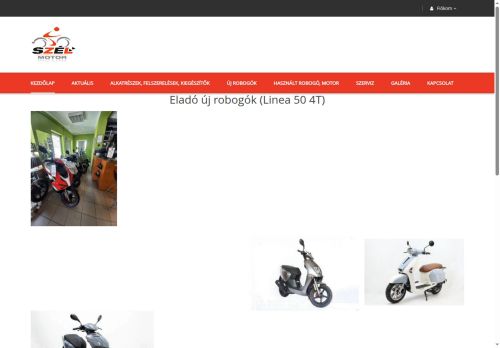 Fiókom
SZÉL
MOTOR
KEZDŐLAP AKTUÁLIS ALKATRÉSZEK, FELSZERELÉSEK, KIEGÉSZÍTŐK ÚJ ROBOGÓK HASZNÁLT ROBOGÓ, MOTOR SZERVIZ GALÉRIA KAPCSOLAT
Eladó új robogók (Linea 50 4T)